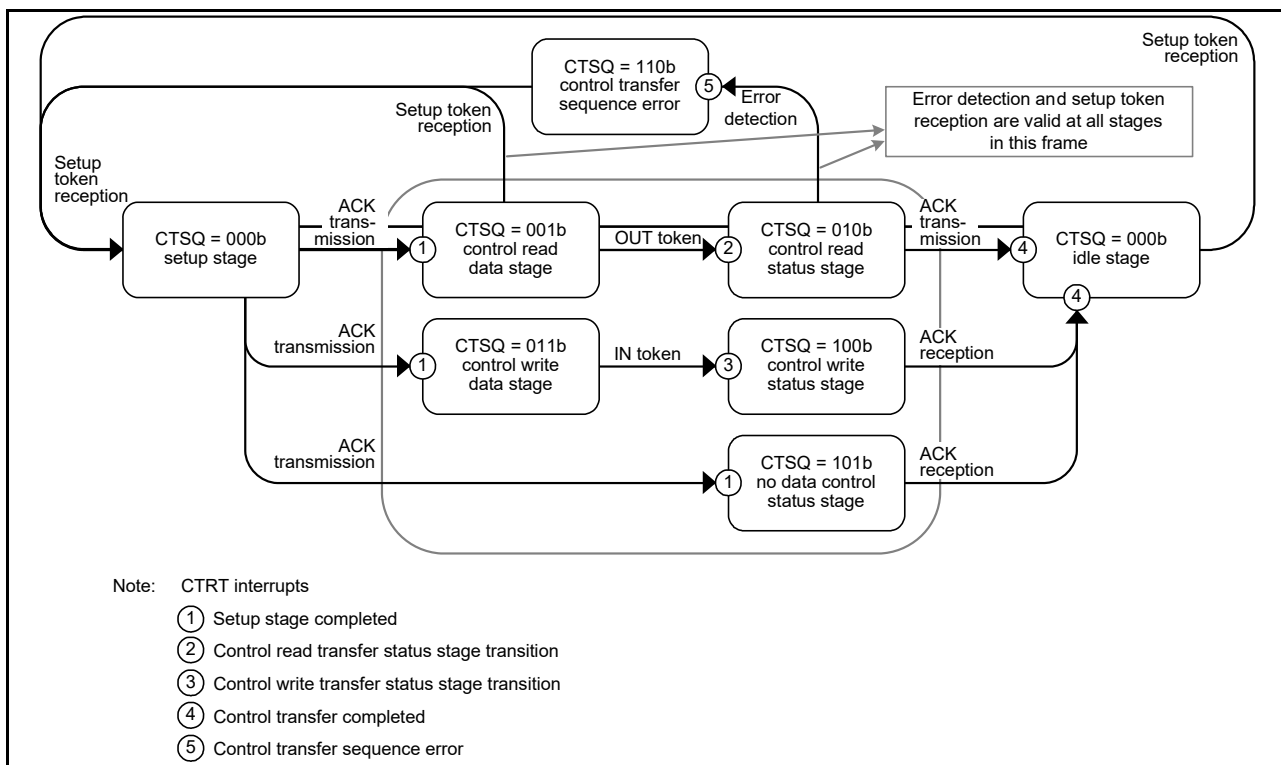 Setup token
reception
CTSQ = 110b
control transfer
sequence error
5
Error
detection
Setup token
reception
Error detection and setup token
reception are valid at all stages
in this frame
Setup
token
reception
CTSQ = 000b
setup stage
ACK
trans-
mission
1
CTSQ = 001b
control read
data stage
OUT token
2
CTSQ = 010b
control read
status stage
ACK
trans-
mission
4
CTSQ = 000b
idle stage
4
ACK
transmission
1
CTSQ = 011b
control write
data stage
IN token
3
CTSQ = 100b
control write
status stage
ACK
reception
ACK
transmission
1
CTSQ = 101b
no data control
status stage
ACK
reception
Note: CTRT interrupts
1 Setup stage completed
2 Control read transfer status stage transition
3 Control write transfer status stage transition
4 Control transfer completed
5 Control transfer sequence error